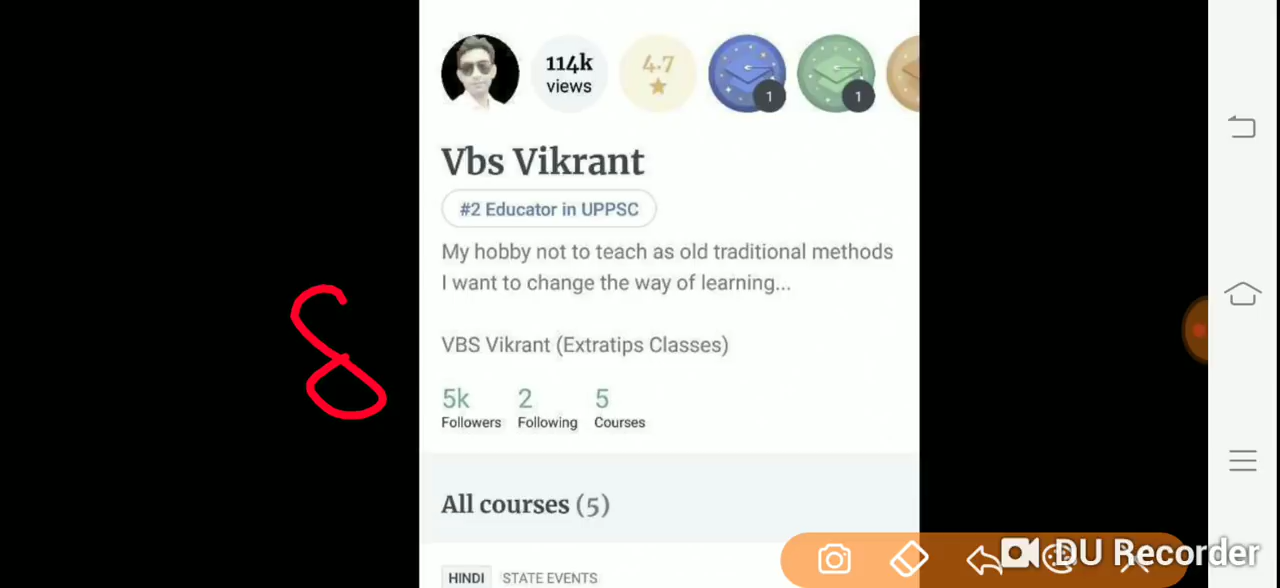 114k 4.7
views
1 1
Vbs Vikrant
#2 Educator in UPPSC
My hobby not to teach as old traditional methods
I want to change the way of learning...
8
VBS Vikrant (Extratips Classes)
5k 2 5
Followers Following Courses
All courses (5)
DU Recorder
HINDI STATE EVENTS